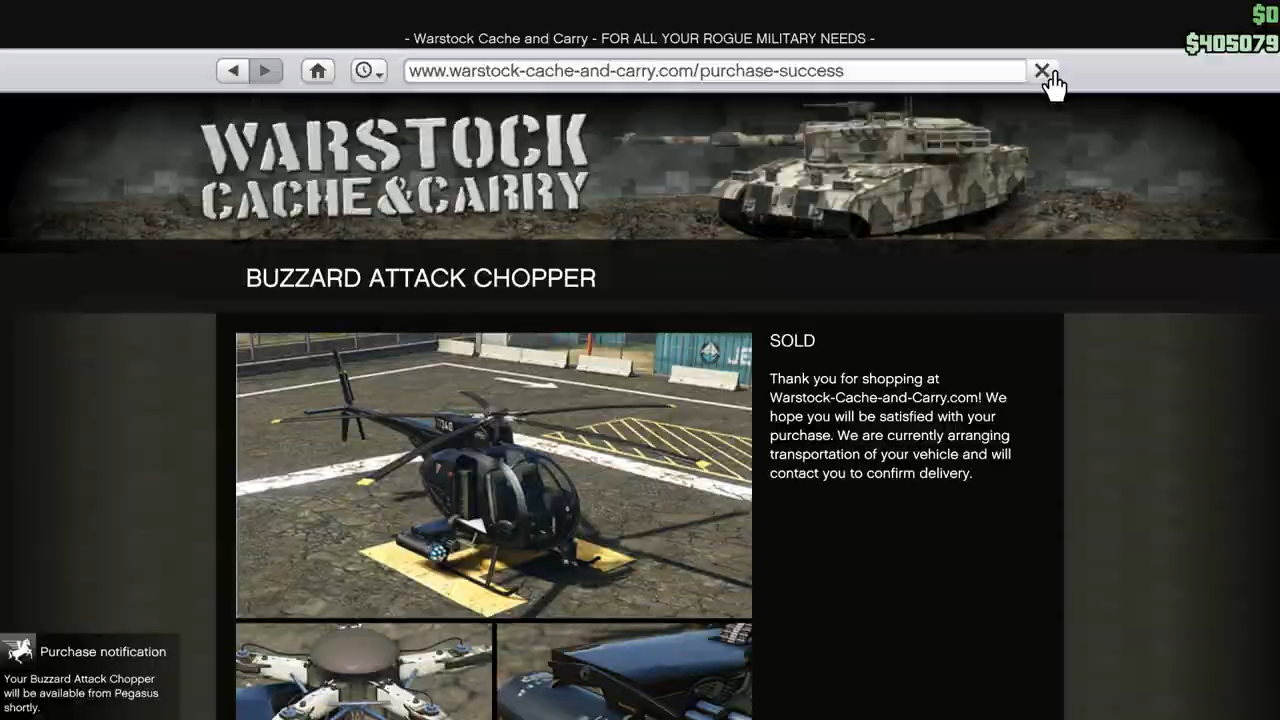 $0
- Warstock Cache and Carry - FOR ALL YOUR ROGUE MILITARY NEEDS -
$405079
www.warstock-cache-and-carry.com/purchase-success
WARSTOCK
CACHE&CARRY
BUZZARD ATTACK CHOPPER
SOLD
Thank you for shopping at
Warstock-Cache-and-Carry.com! We
hope you will be satisfied with your
purchase. We are currently arranging
transportation of your vehicle and will
contact you to confirm delivery.
Purchase notification
Your Buzzard Attack Chopper
will be available from Pegasus
shortly.